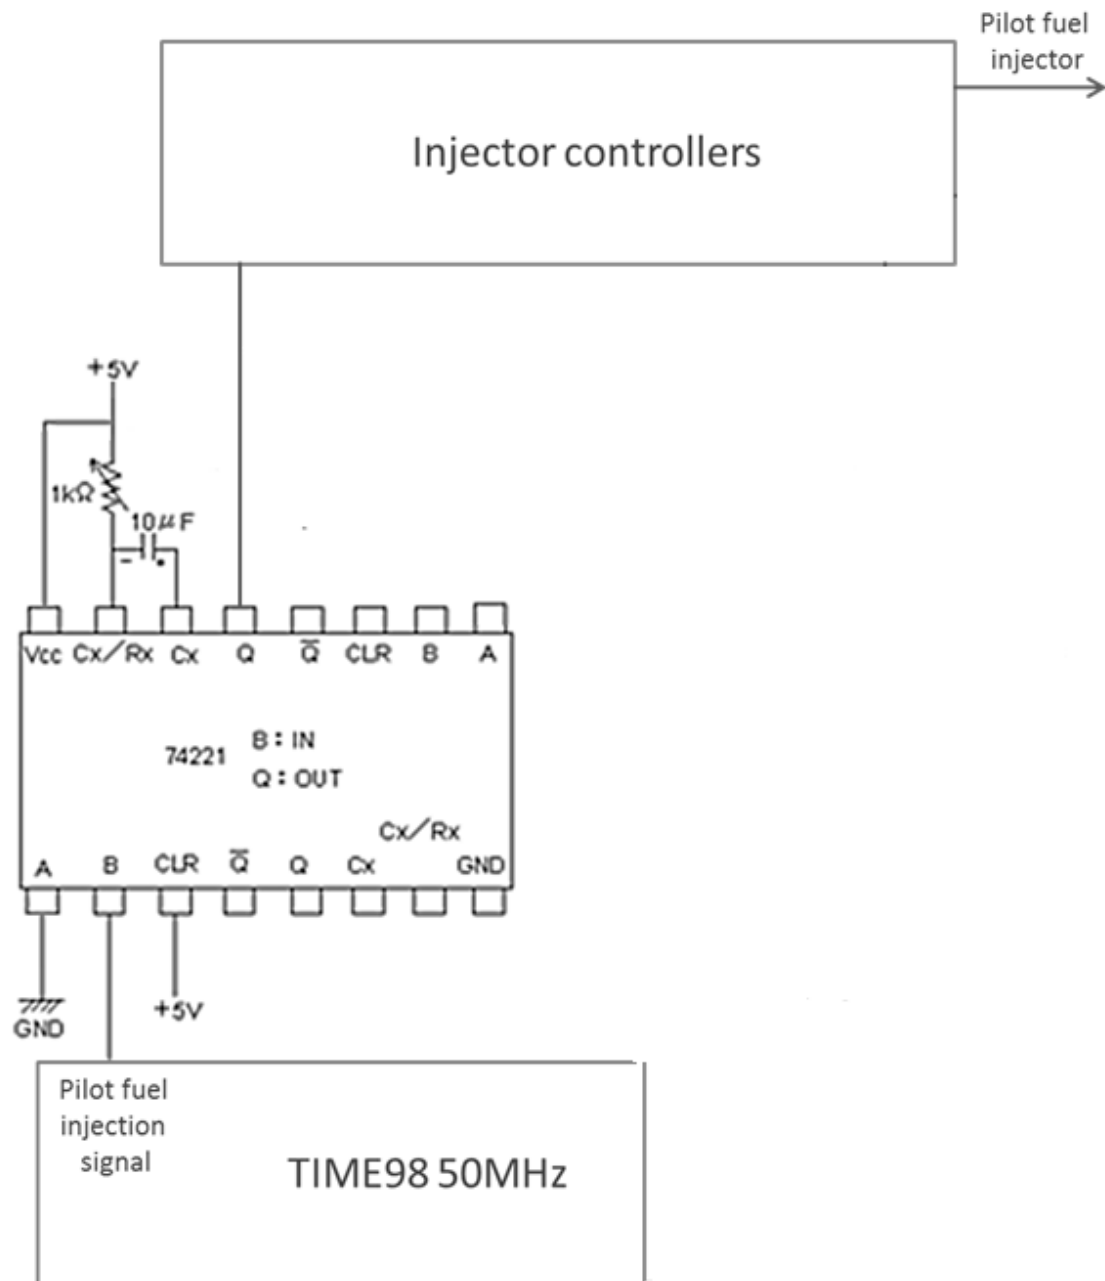 Pilot fuel
injector
Injector controllers
+5V
1kΩ
10μF
−
Vcc Cx/Rx Cx Q Q̅ CLR B A
74221
B : IN
Q : OUT
Cx/Rx
A B CLR Q̅ Q Cx GND
GND
+5V
Pilot fuel
injection
signal
TIME98 50MHz